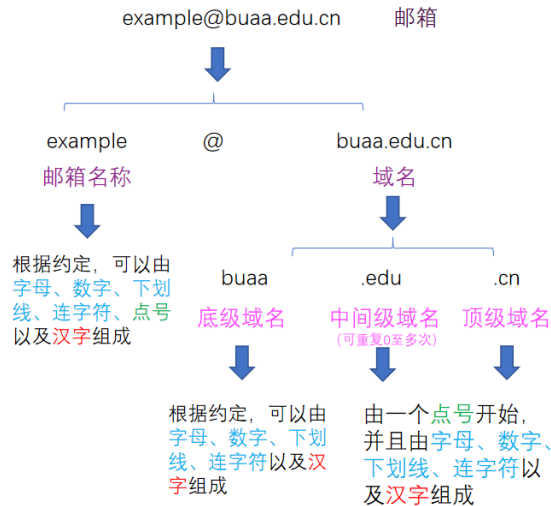 example@buaa.edu.cn 邮箱
example @ buaa.edu.cn
邮箱名称 域名
根据约定，可以由
字母、数字、下划
线、连字符、点号
以及汉字组成
buaa .edu .cn
底级域名 中间级域名 顶级域名
(可重复0至多次)
根据约定，可以由
字母、数字、下划
线、连字符以及汉
字组成
由一个点号开始，
并且由字母、数字、
下划线、连字符以
及汉字组成